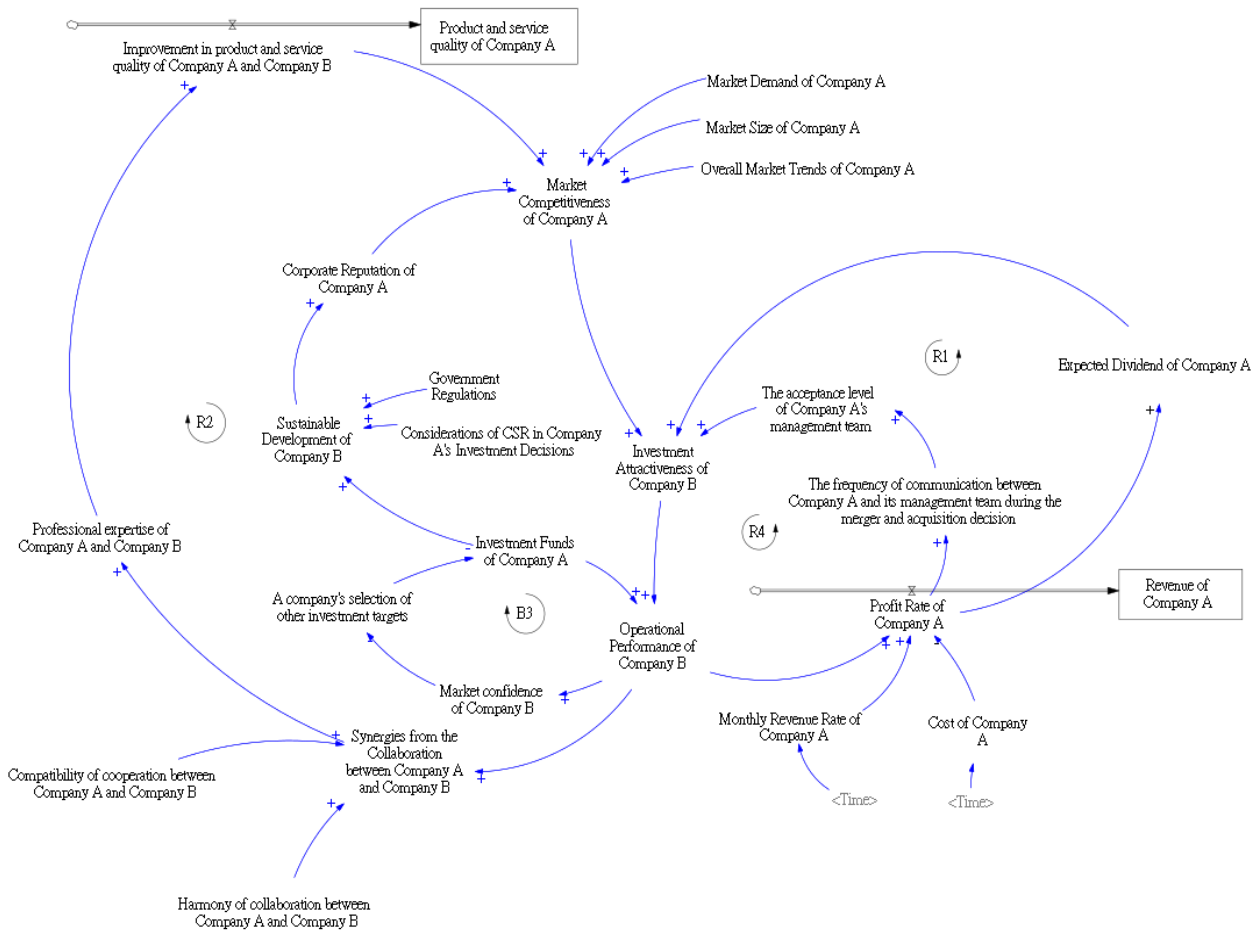 Product and service
quality of Company A
Improvement in product and service
quality of Company A and Company B
Market Demand of Company A
Market Size of Company A
Overall Market Trends of Company A
Market
Competitiveness
of Company A
Corporate Reputation of
Company A
R1
Expected Dividend of Company A
Government
Regulations
The acceptance level
of Company A's
management team
R2
Sustainable
Development of
Company B
Considerations of CSR in Company
A's Investment Decisions
Investment
Attractiveness of
Company B
The frequency of communication between
Company A and its management team during the
merger and acquisition decision
Professional expertise of
Company A and Company B
R4
Investment Funds
of Company A
A company's selection of
other investment targets
B3
Revenue of
Company A
Profit Rate of
Company A
Operational
Performance of
Company B
Market confidence
of Company B
Monthly Revenue Rate of
Company A
Cost of Company
A
Synergies from the
Collaboration
between Company A
and Company B
Compatibility of cooperation between
Company A and Company B
<Time>
<Time>
Harmony of collaboration between
Company A and Company B